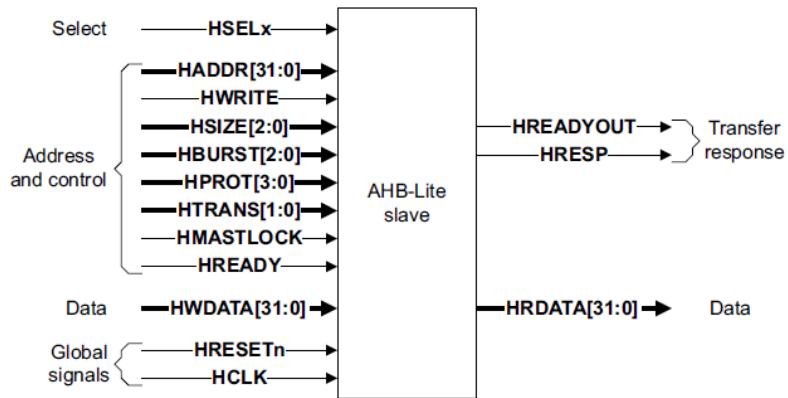 Select
HSELx
HADDR[31:0]
HWRITE
HSIZE[2:0]
HBURST[2:0]
HPROT[3:0]
HTRANS[1:0]
HMASTLOCK
HREADY
Address
and control
Data
HWDATA[31:0]
Global
signals
HRESETn
HCLK
AHB-Lite
slave
HREADYOUT
HRESP
Transfer
response
HRDATA[31:0]
Data